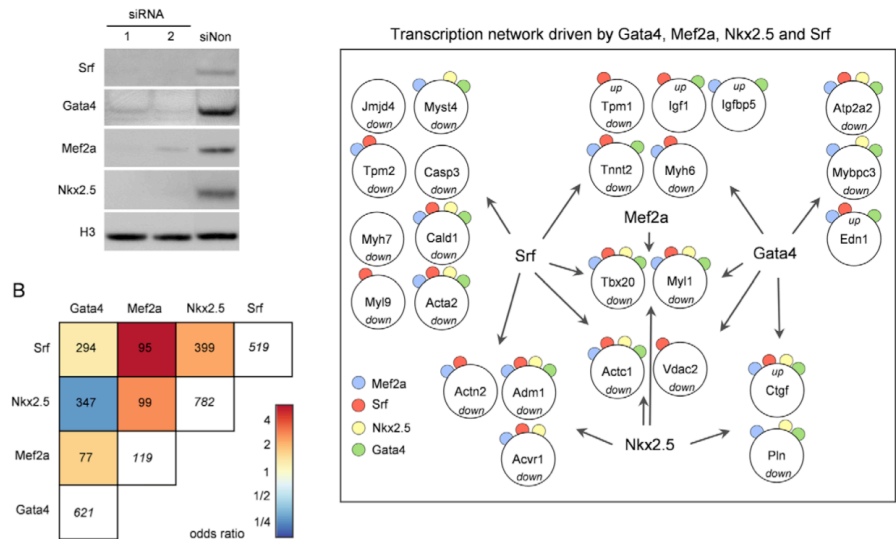 siRNA
1 2 siNon
Srf
Gata4
Mef2a
Nkx2.5
H3
B
Gata4 Mef2a Nkx2.5 Srf
Srf 294 95 399 519
Nkx2.5 347 99 782
Mef2a 77 119
Gata4 621
4
2
1
1/2
1/4
odds ratio
Transcription network driven by Gata4, Mef2a, Nkx2.5 and Srf
Jmjd4
down
Myst4
down
up
Tpm1
down
up
Igf1
up
Igfbp5
Atp2a2
down
Tpm2
down
Casp3
down
Tnnt2
down
Myh6
down
Mybpc3
down
Myh7
down
Cald1
down
Mef2a
up
Edn1
Srf
Gata4
Myl9
down
Acta2
down
Tbx20
down
Myl1
down
Actn2
down
Adm1
down
Actc1
down
Vdac2
down
up
Ctgf
Acvr1
down
Nkx2.5
Pln
down
Mef2a
Srf
Nkx2.5
Gata4